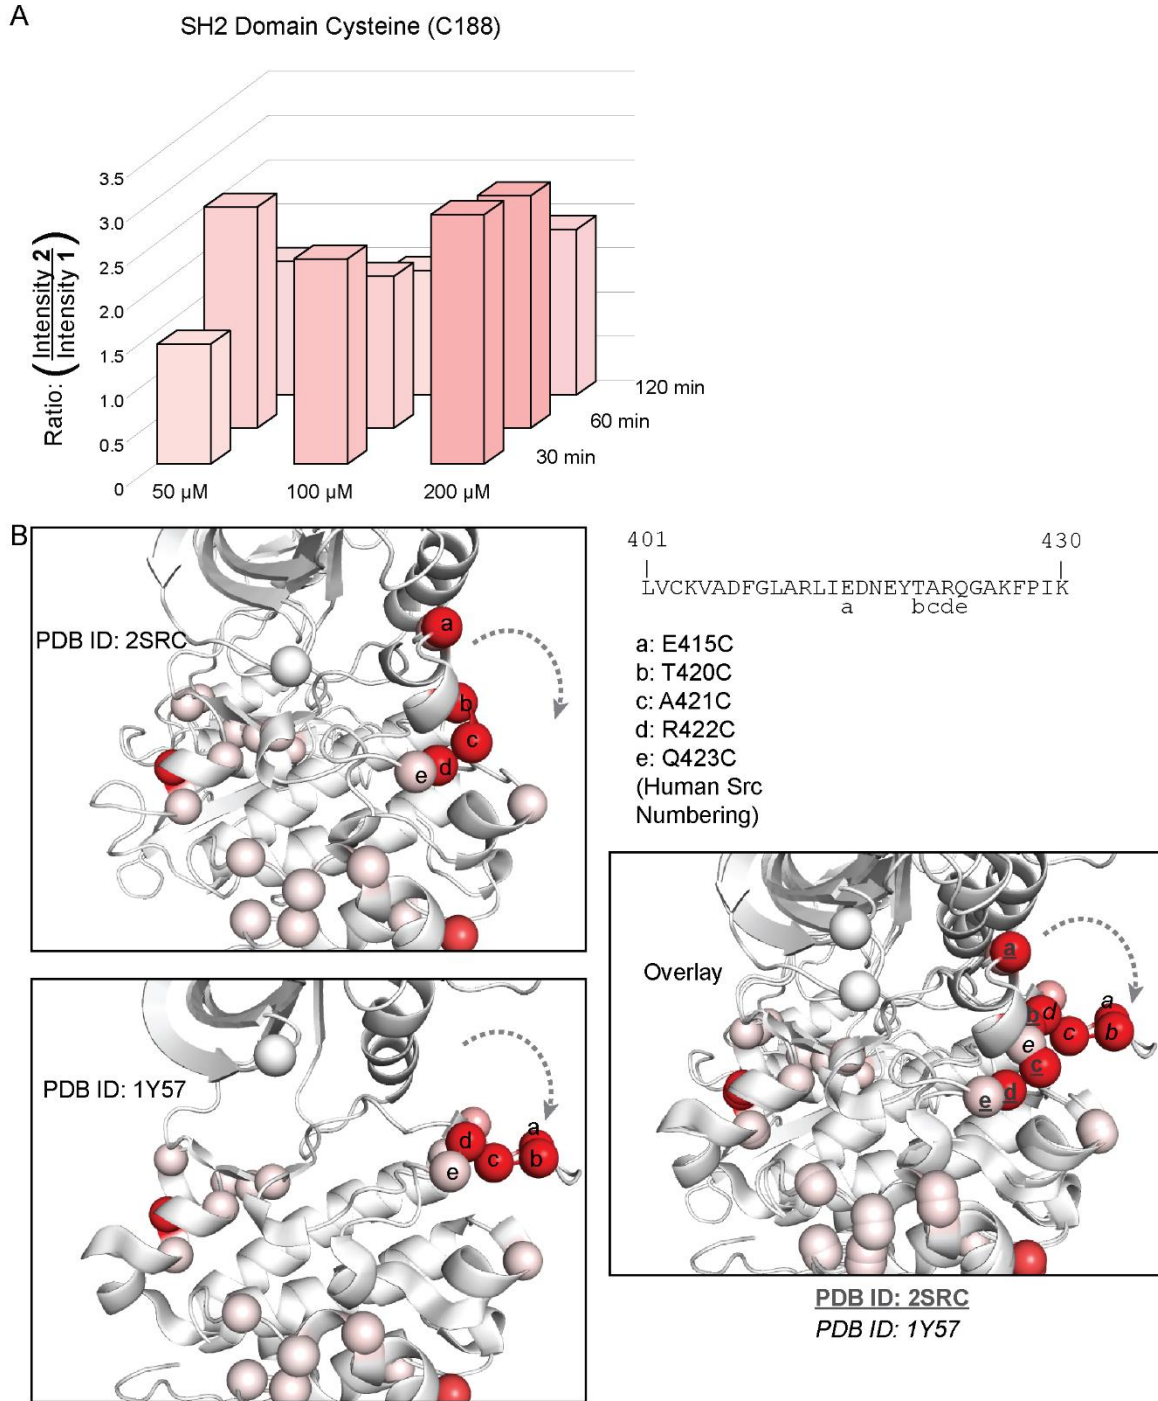 A
SH2 Domain Cysteine (C188)
3.5
3.0
2.5
2.0
1.5
1.0
0.5
0
Ratio: (Intensity 2 / Intensity 1)
120 min
60 min
30 min
50 µM
100 µM
200 µM
B
PDB ID: 2SRC
a
b
c
d
e
401
430
LVCKVADFGLARLIEDNEYTARQGAKFPIK
a
bcde
a: E415C
b: T420C
c: A421C
d: R422C
e: Q423C
(Human Src
Numbering)
PDB ID: 1Y57
a
d
c
b
e
Overlay
a
b
d
a
c
b
e
c
e
d
PDB ID: 2SRC
PDB ID: 1Y57